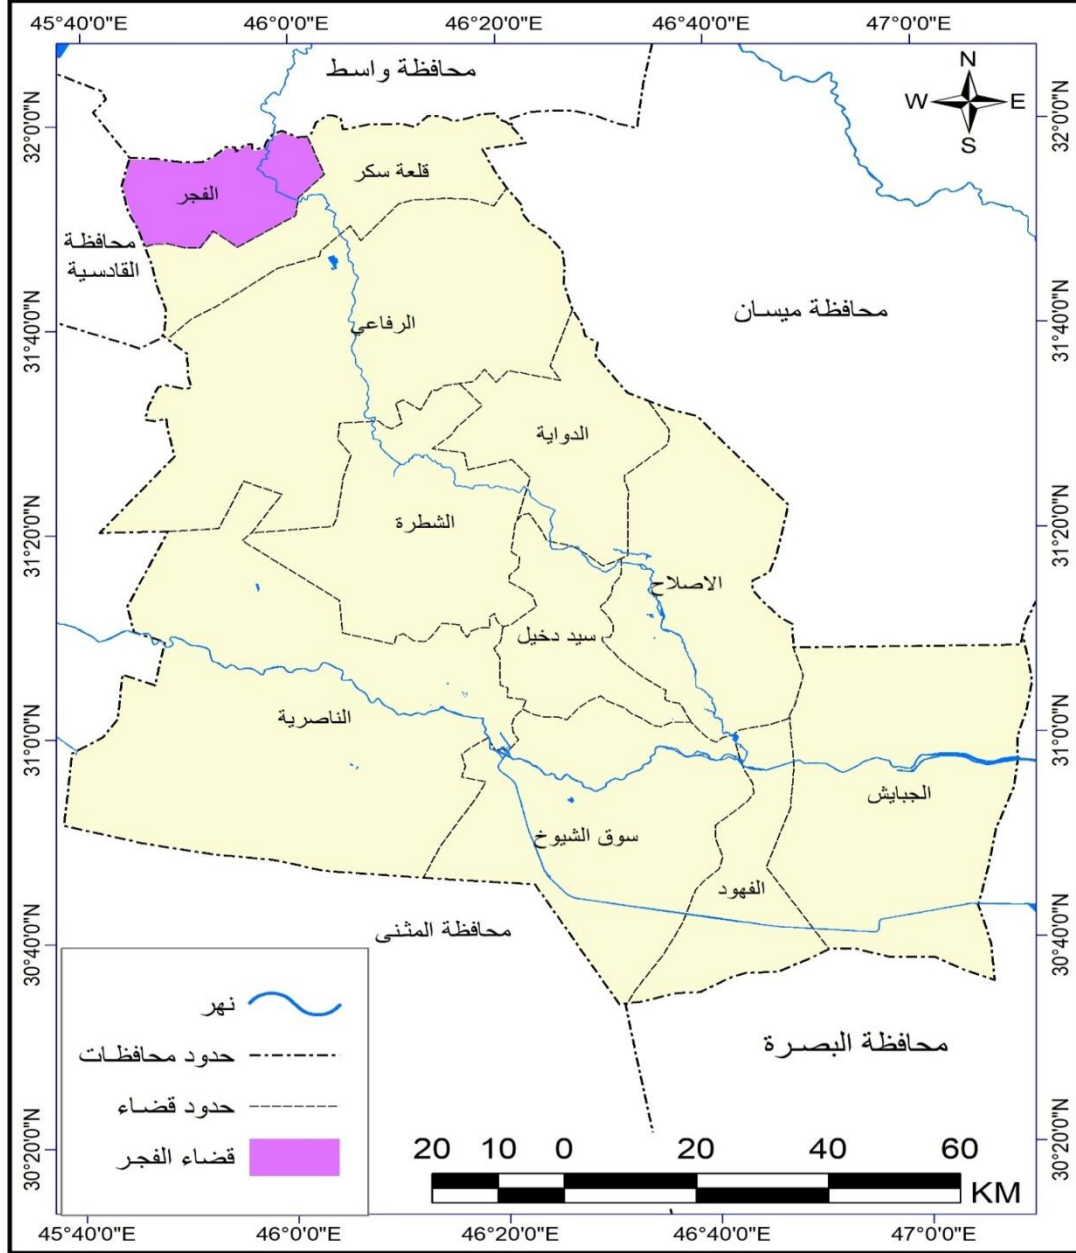 45°40'0"E 46°0'0"E 46°20'0"E 46°40'0"E 47°0'0"E
N
W E
S
محافظة واسط
32°0'0"N
32°0'0"N
قلعة سكر
الفجر
محافظة
القادسية
محافظة ميسان
31°40'0"N
31°40'0"N
الرفاعي
الدواية
الشطرة
31°20'0"N
31°20'0"N
الاصلاح
سيد دخيل
الناصرية
31°0'0"N
31°0'0"N
الجبايش
سوق الشيوخ
الفهود
محافظة المثنى
30°40'0"N
30°40'0"N
محافظة البصرة
نهر
حدود محافظات
حدود قضاء
قضاء الفجر
30°20'0"N
30°20'0"N
20 10 0 20 40 60
KM
45°40'0"E 46°0'0"E 46°20'0"E 46°40'0"E 47°0'0"E